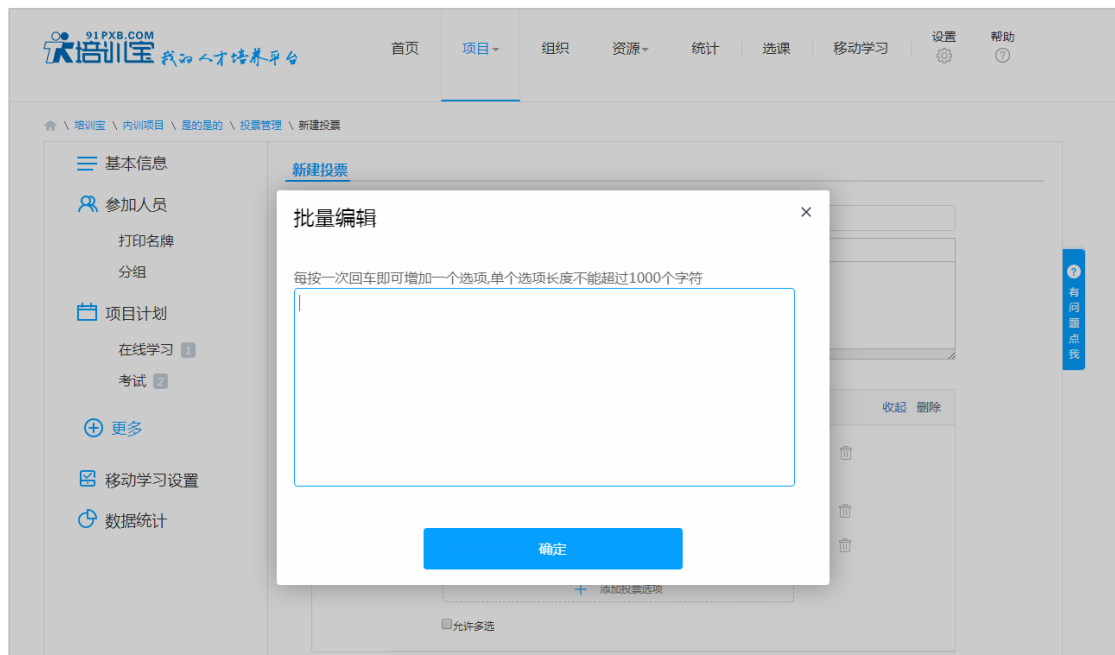 91PXB.COM
培训宝 我的人才培养平台
首页 项目 组织 资源 统计 选课 移动学习 设置 帮助
\ 培训宝 \ 内训项目 \ 是的是的 \ 投票管理 \ 新建投票
基本信息
参加人员
打印名牌
分组
项目计划
在线学习 1
考试 2
更多
移动学习设置
数据统计
新建投票
批量编辑 ×
每按一次回车即可增加一个选项,单个选项长度不能超过1000个字符
确定
收起 删除
添加投票选项
允许多选
? 有问题点我